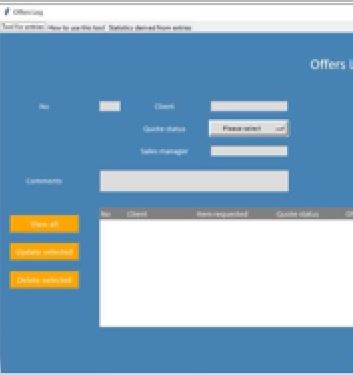 Offers Log
Tool for entries How to use this tool Statistics derived from entries
Offers L
No Client
Quote status Please select
Sales manager
Comments
No Client Item requested Quote status Of
View all
Update selected
Delete selected